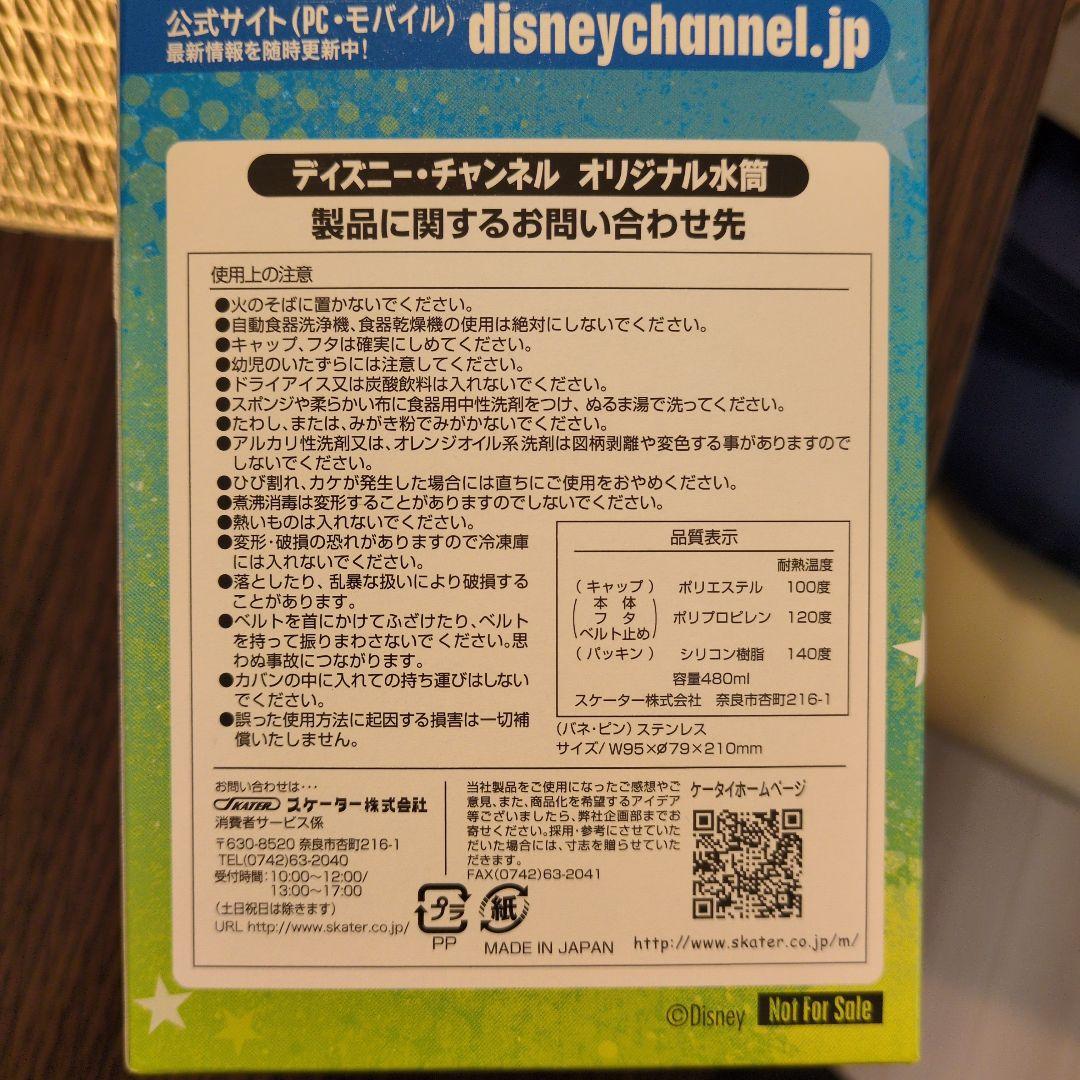 公式サイト(PC・モバイル)
最新情報を随時更新中!
disneychannel.jp
ディズニー・チャンネル オリジナル水筒
製品に関するお問い合わせ先
使用上の注意
●火のそばに置かないでください。
●自動食器洗浄機、食器乾燥機の使用は絶対にしないでください。
●キャップ、フタは確実にしめてください。
●幼児のいたずらには注意してください。
●ドライアイス又は炭酸飲料は入れないでください。
●スポンジや柔らかい布に食器用中性洗剤をつけ、ぬるま湯で洗ってください。
●たわし、または、みがき粉でみがかないでください。
●アルカリ性洗剤又は、オレンジオイル系洗剤は図柄剥離や変色する事がありますので
しないでください。
●ひび割れ、カケが発生した場合には直ちにご使用をおやめください。
●煮沸消毒は変形することがありますのでしないでください。
●熱いものは入れないでください。
●変形・破損の恐れがありますので冷凍庫
には入れないでください。
●落としたり、乱暴な扱いにより破損する
ことがあります。
●ベルトを首にかけてふざけたり、ベルト
を持って振りまわさないでください。思
わぬ事故につながります。
●カバンの中に入れての持ち運びはしない
でください。
●誤った使用方法に起因する損害は一切補
償いたしません。
品質表示
耐熱温度
(キャップ) ポリエステル 100度
(本体 フタ ベルト止め) ポリプロピレン 120度
(パッキン) シリコン樹脂 140度
容量480ml
スケーター株式会社 奈良市杏町216-1
(バネ・ピン)ステンレス
サイズ/W95×Ø79×210mm
お問い合わせは・・・
SKATER スケーター株式会社
消費者サービス係
〒630-8520 奈良市杏町216-1
TEL(0742)63-2040
受付時間:10:00~12:00/
13:00~17:00
(土日祝日は除きます)
URL http://www.skater.co.jp/
当社製品をご使用になったご感想やご
意見、また、商品化を希望するアイデア
等ございましたら、弊社企画部までお
寄せください。採用・参考にさせていた
だいた場合には、寸志を贈らせていた
だきます。
FAX(0742)63-2041
プラ
PP
紙
MADE IN JAPAN
ケータイホームページ
http://www.skater.co.jp/m/
©Disney
Not For Sale